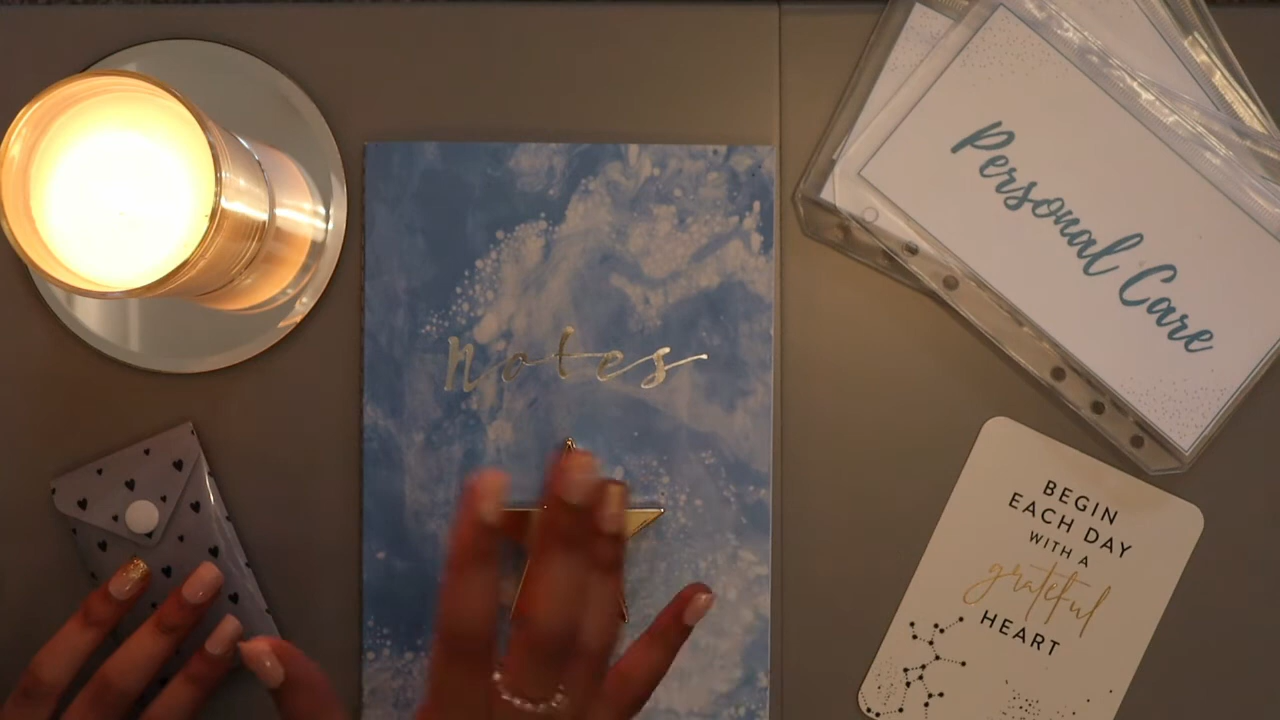 Notes
Personal Care
BEGIN
EACH DAY
WITH A
grateful
HEART